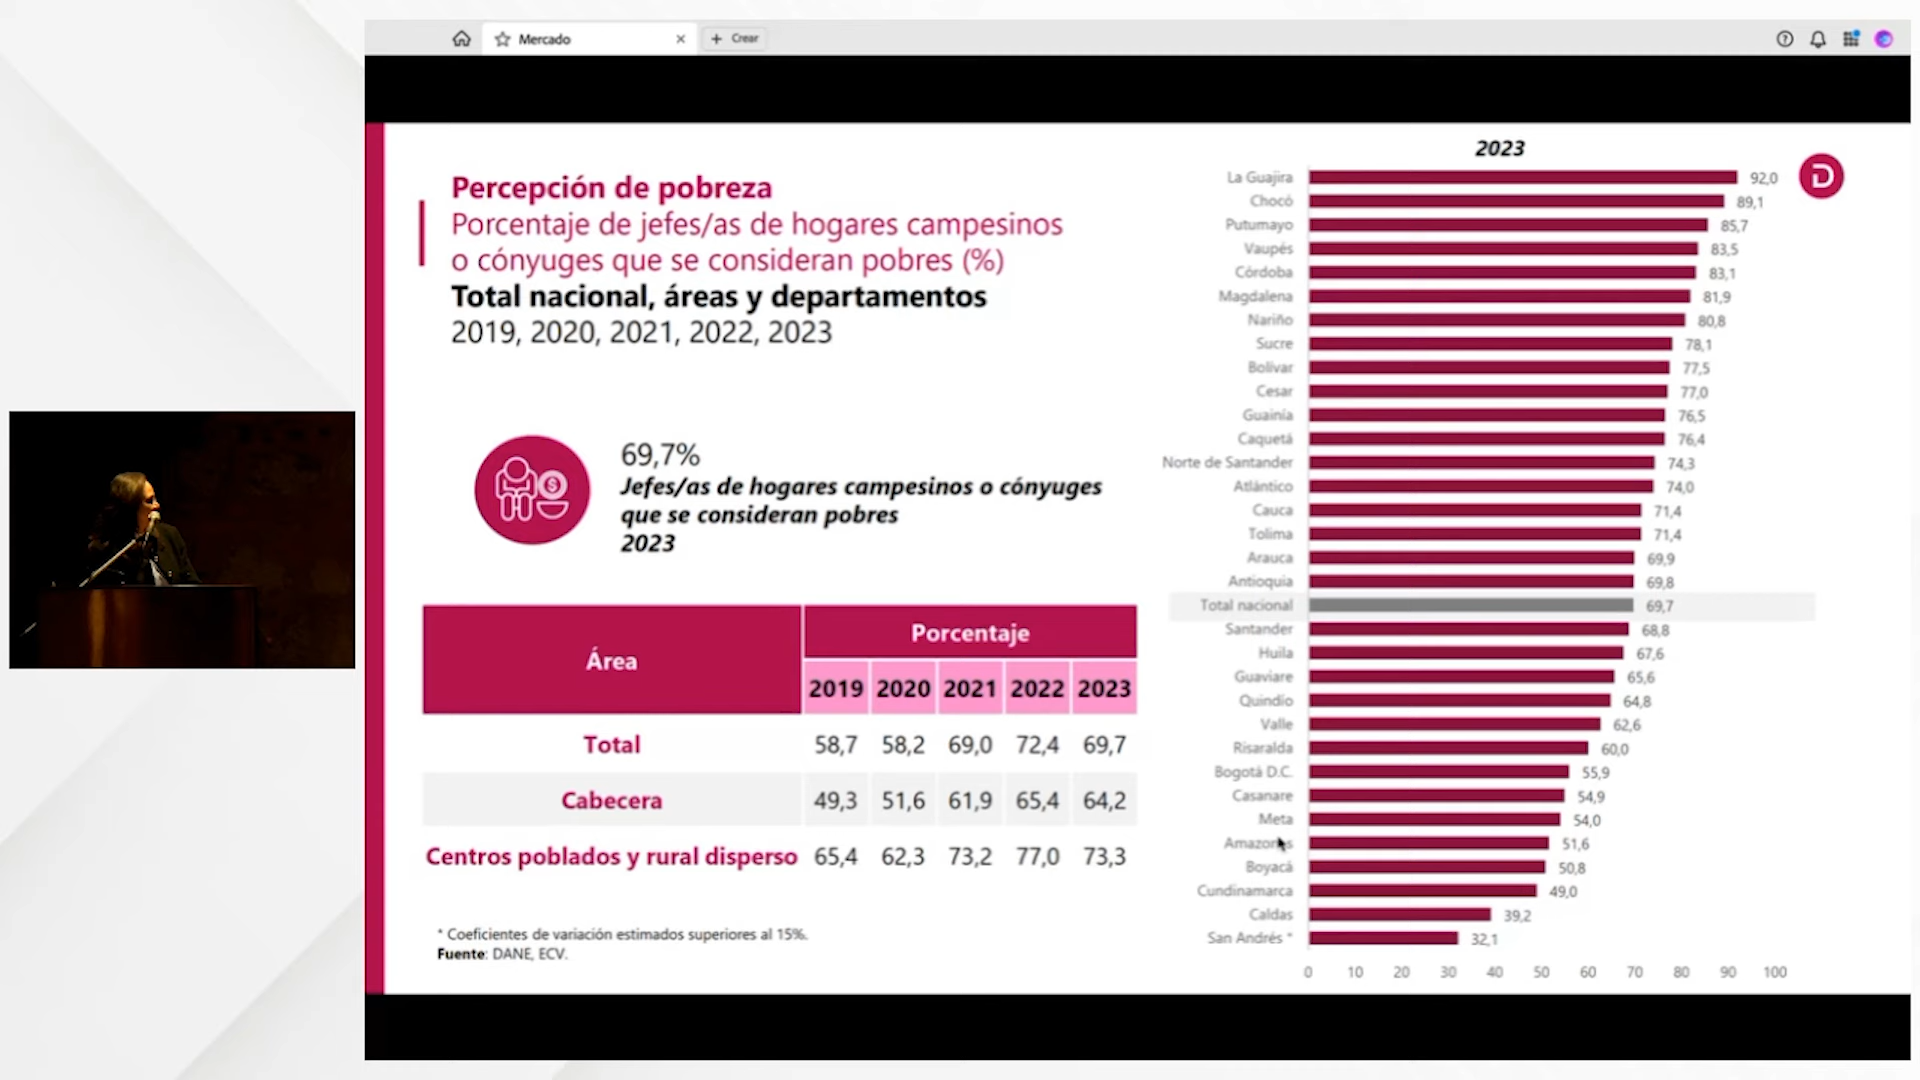 Mercado
Crear
Percepción de pobreza
Porcentaje de jefes/as de hogares campesinos
o cónyuges que se consideran pobres (%)
Total nacional, áreas y departamentos
2019, 2020, 2021, 2022, 2023
69,7%
Jefes/as de hogares campesinos o cónyuges
que se consideran pobres
2023
Área Porcentaje
2019 2020 2021 2022 2023
Total 58,7 58,2 69,0 72,4 69,7
Cabecera 49,3 51,6 61,9 65,4 64,2
Centros poblados y rural disperso 65,4 62,3 73,2 77,0 73,3
* Coeficientes de variación estimados superiores al 15%.
Fuente: DANE, ECV.
2023
D
La Guajira 92,0
Chocó 89,1
Putumayo 85,7
Vaupés 83,5
Córdoba 83,1
Magdalena 81,9
Nariño 80,8
Sucre 78,1
Bolívar 77,5
Cesar 77,0
Guainía 76,5
Caquetá 76,4
Norte de Santander 74,3
Atlántico 74,0
Cauca 71,4
Tolima 71,4
Arauca 69,9
Antioquia 69,8
Total nacional 69,7
Santander 68,8
Huila 67,6
Guaviare 65,6
Quindío 64,8
Valle 62,6
Risaralda 60,0
Bogotá D.C. 55,9
Casanare 54,9
Meta 54,0
Amazonas 51,6
Boyacá 50,8
Cundinamarca 49,0
Caldas 39,2
San Andrés * 32,1
0 10 20 30 40 50 60 70 80 90 100